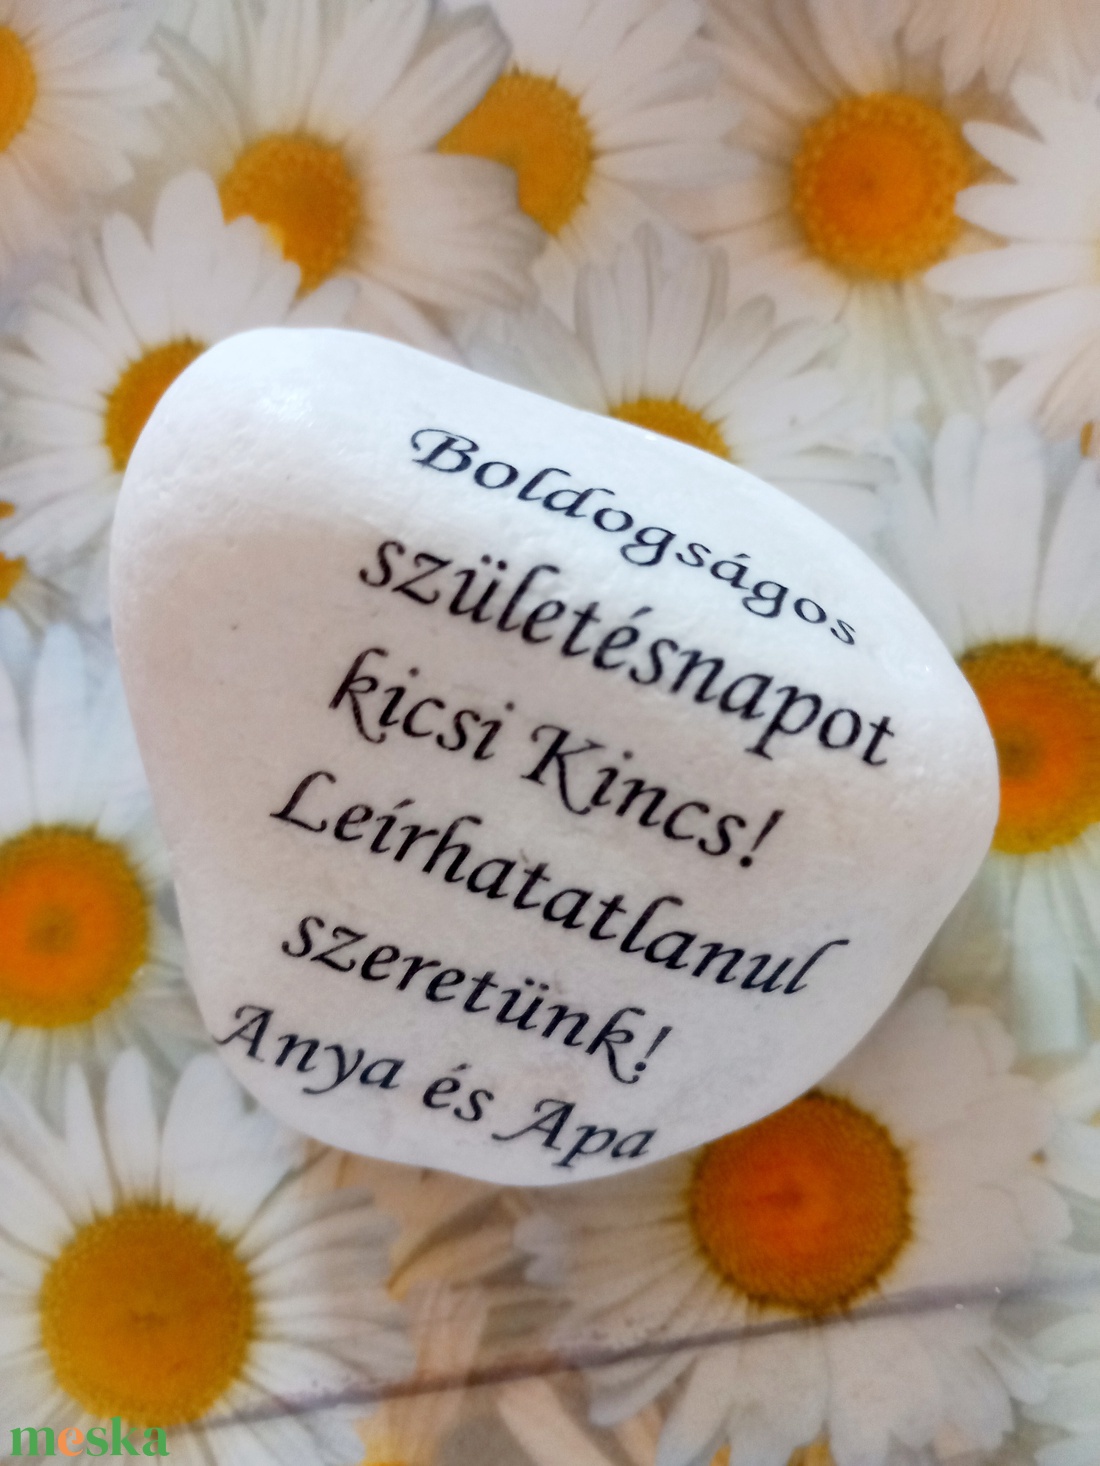 Boldogságos
születésnapot
kicsi Kincs!
Leírhatatlanul
szeretünk!
Anya és Apa
meska